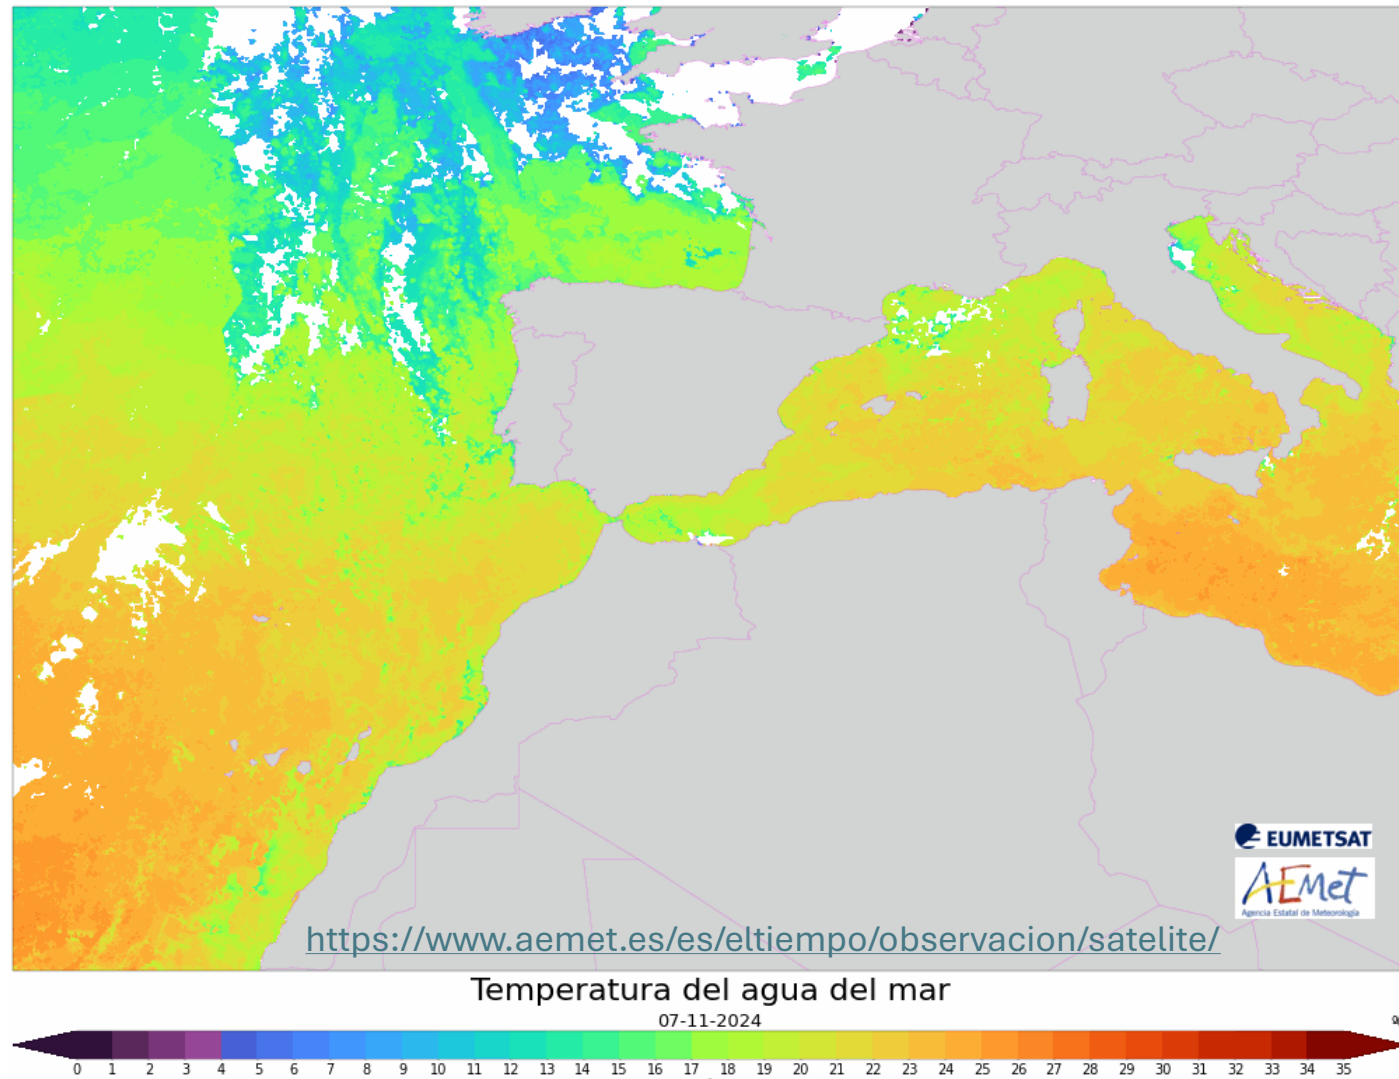 EUMETSAT
AEMet
Agencia Estatal de Meteorología
https://www.aemet.es/es/eltiempo/observacion/satelite/
Temperatura del agua del mar
07-11-2024
0 1 2 3 4 5 6 7 8 9 10 11 12 13 14 15 16 17 18 19 20 21 22 23 24 25 26 27 28 29 30 31 32 33 34 35